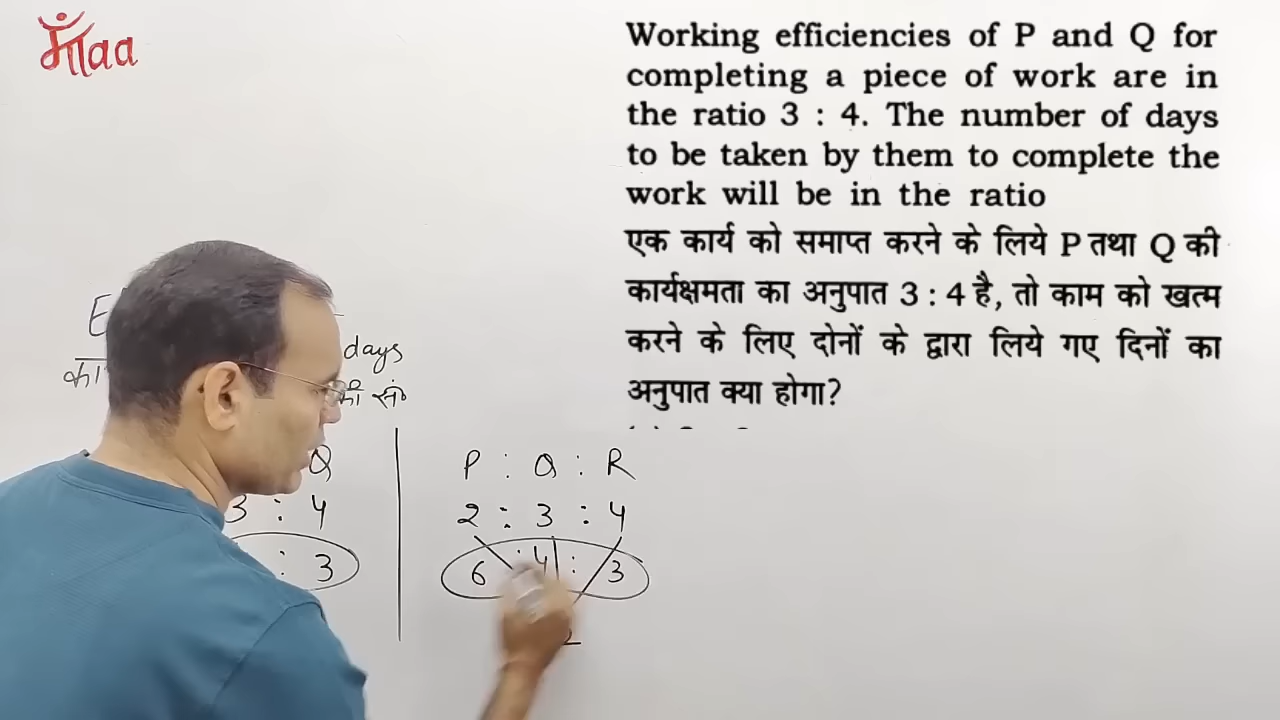 माँaa
Working efficiencies of P and Q for
completing a piece of work are in
the ratio 3 : 4. The number of days
to be taken by them to complete the
work will be in the ratio
एक कार्य को समाप्त करने के लिये P तथा Q की
कार्यक्षमता का अनुपात 3 : 4 है, तो काम को खत्म
करने के लिए दोनों के द्वारा लिये गए दिनों का
अनुपात क्या होगा?
E
days
का सं०
Q
3 : 4
: 3
P : Q : R
2 : 3 : 4
6 : 4 : 3